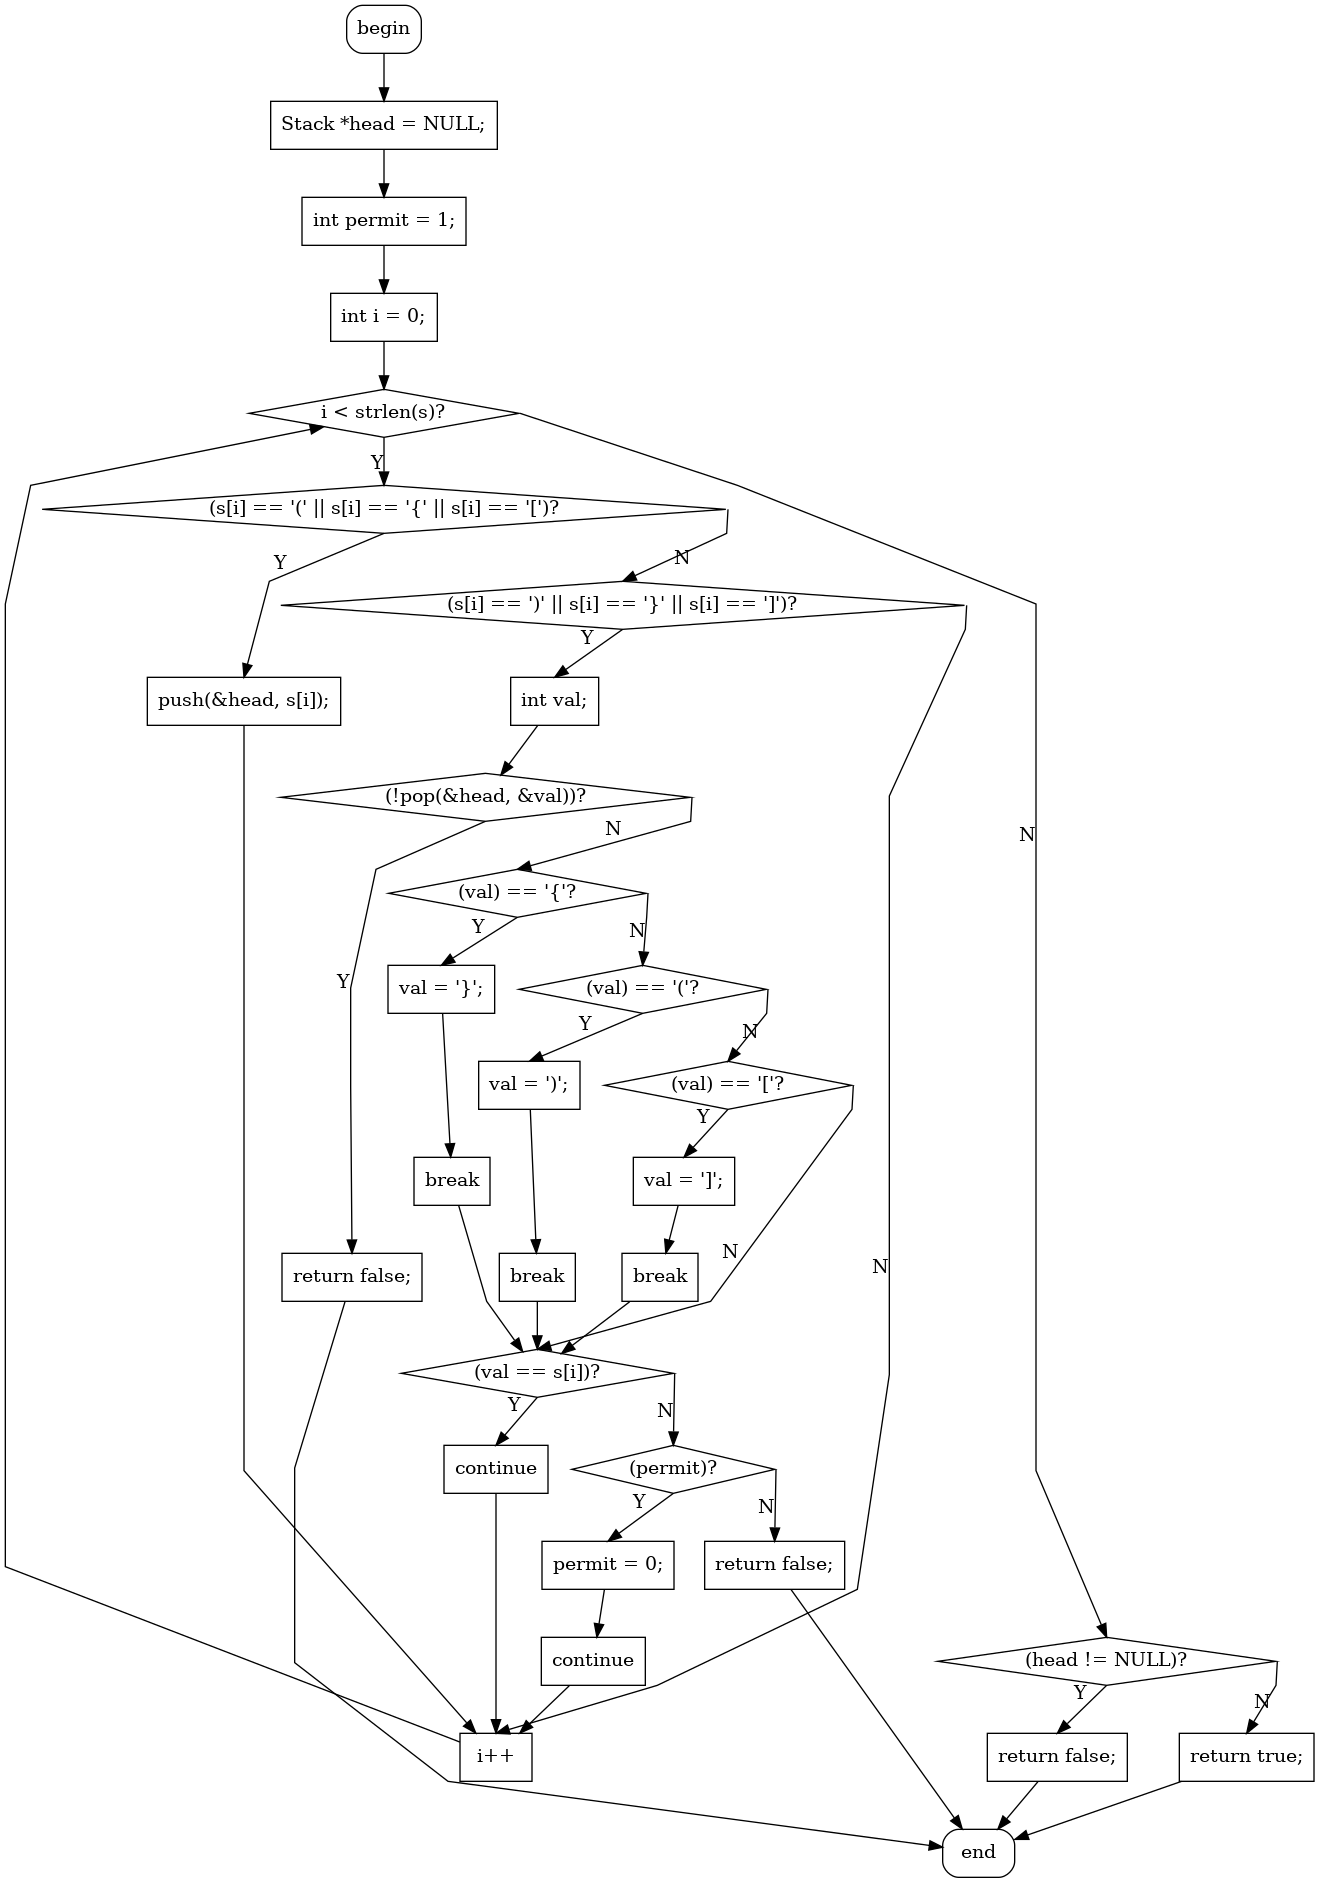 begin
Stack *head = NULL;
int permit = 1;
int i = 0;
i < strlen(s)?
Y
(s[i] == '(' || s[i] == '{' || s[i] == '[')?
Y
N
(s[i] == ')' || s[i] == '}' || s[i] == ']')?
Y
push(&head, s[i]);
int val;
(!pop(&head, &val))?
N
N
(val) == '{'?
Y
N
Y
val = '}';
(val) == '('?
Y
N
val = ')';
(val) == '['?
Y
break
val = ']';
N
N
return false;
break
break
(val == s[i])?
Y
N
continue
(permit)?
Y
N
permit = 0;
return false;
continue
(head != NULL)?
Y
N
i++
return false;
return true;
end